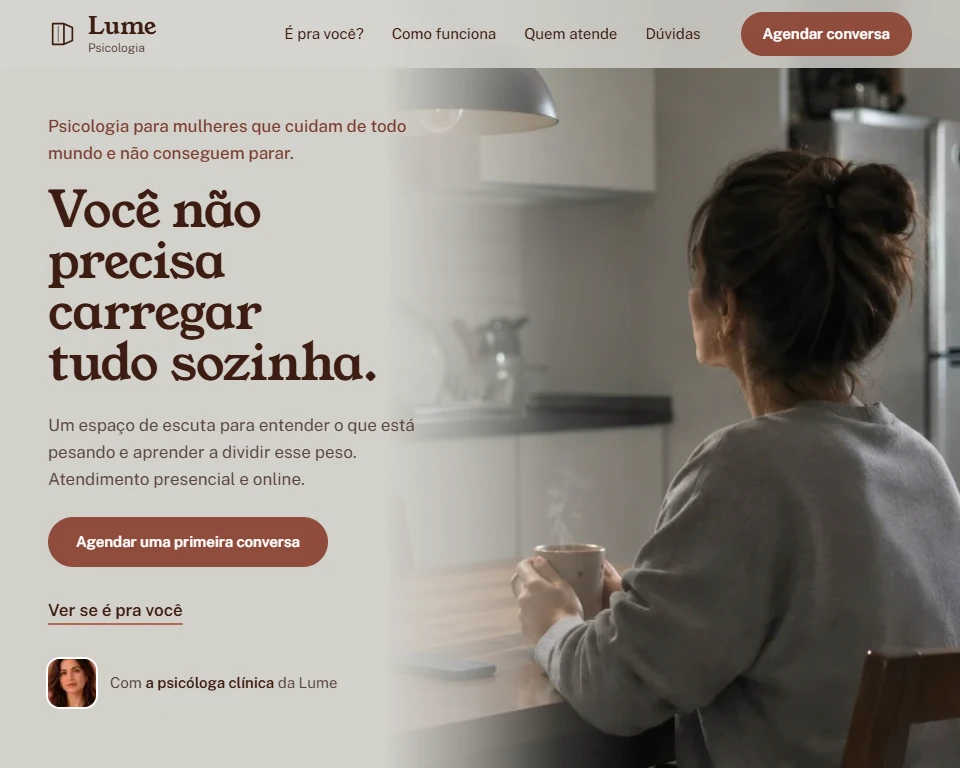 Lume
Psicologia
É pra você?
Como funciona
Quem atende
Dúvidas
Agendar conversa
Psicologia para mulheres que cuidam de todo
mundo e não conseguem parar.
Você não
precisa
carregar
tudo sozinha.
Um espaço de escuta para entender o que está
pesando e aprender a dividir esse peso.
Atendimento presencial e online.
Agendar uma primeira conversa
Ver se é pra você
Com a psicóloga clínica da Lume